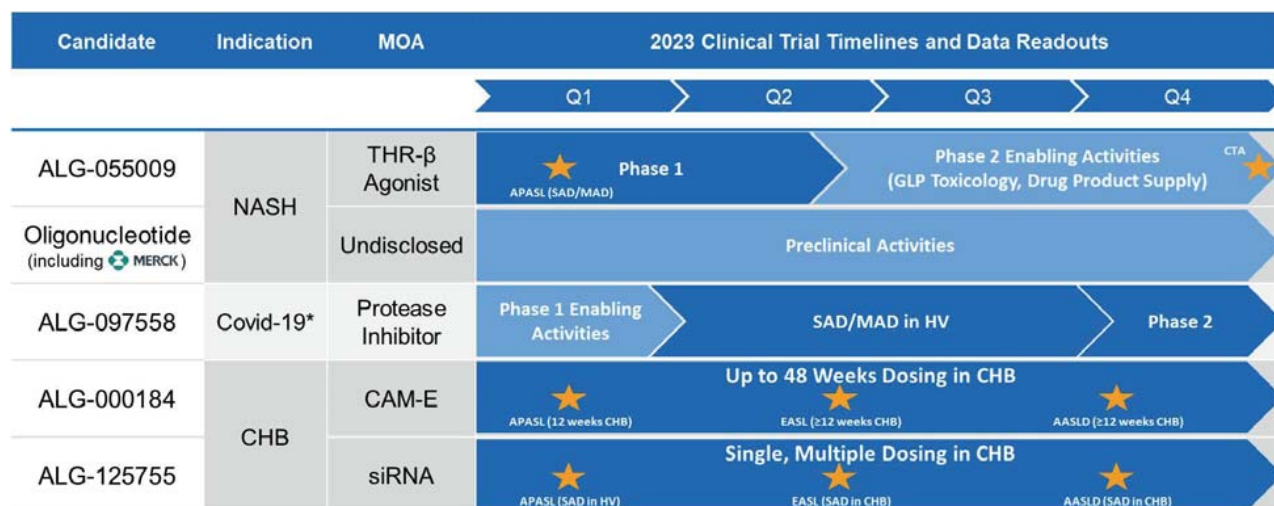 Candidate Indication MOA 2023 Clinical Trial Timelines and Data Readouts
Q1 Q2 Q3 Q4
ALG-055009
NASH
THR-β
Agonist
Phase 1
APASL (SAD/MAD)
Phase 2 Enabling Activities
(GLP Toxicology, Drug Product Supply)
CTA
Oligonucleotide
(including MERCK)
Undisclosed
Preclinical Activities
ALG-097558
Covid-19*
Protease
Inhibitor
Phase 1 Enabling
Activities
SAD/MAD in HV
Phase 2
ALG-000184
CHB
CAM-E
Up to 48 Weeks Dosing in CHB
APASL (12 weeks CHB)
EASL (≥12 weeks CHB)
AASLD (≥12 weeks CHB)
ALG-125755
siRNA
Single, Multiple Dosing in CHB
APASL (SAD in HV)
EASL (SAD in CHB)
AASLD (SAD in CHB)